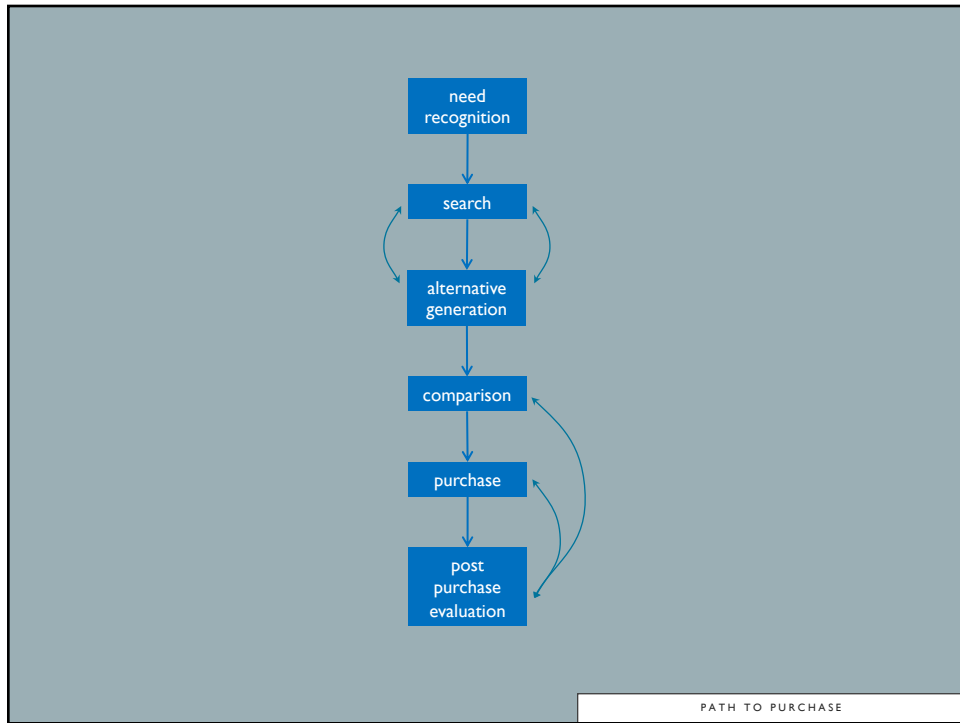 need
recognition
search
alternative
generation
comparison
purchase
post
purchase
evaluation
PATH TO PURCHASE